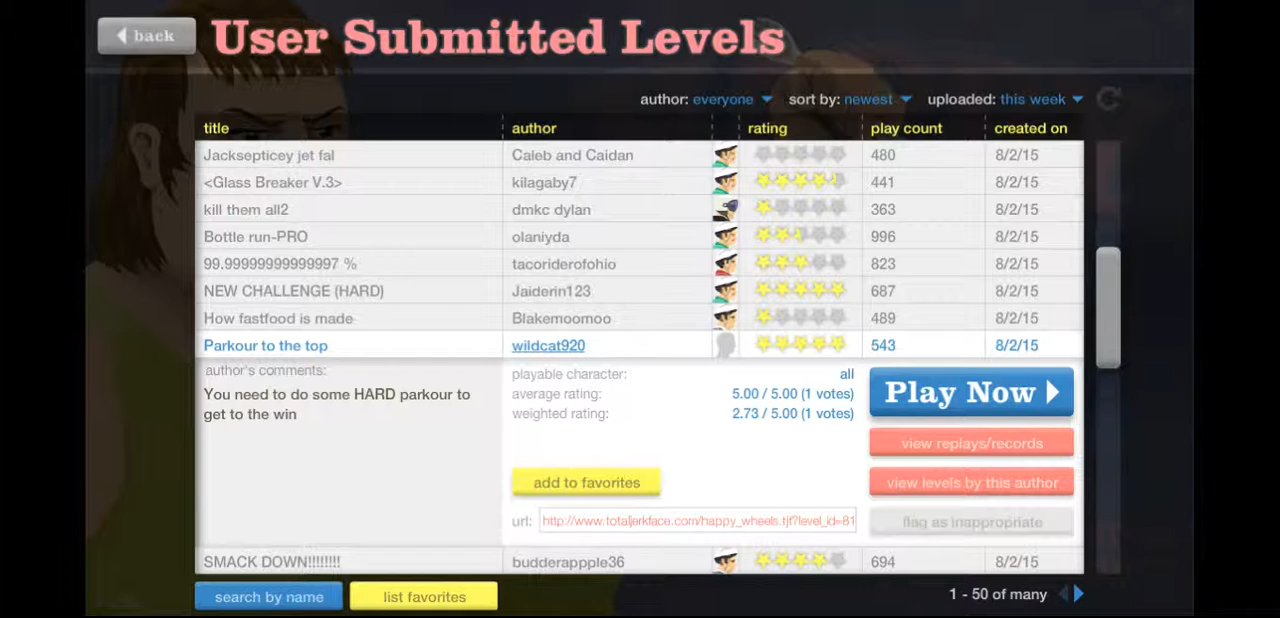 back
User Submitted Levels
author: everyone sort by: newest uploaded: this week
title author rating play count created on
Jacksepticey jet fal Caleb and Caidan 480 8/2/15
<Glass Breaker V.3> kilagaby7 441 8/2/15
kill them all2 dmkc dylan 363 8/2/15
Bottle run-PRO olaniyda 996 8/2/15
99.99999999999997 % tacoriderofohio 823 8/2/15
NEW CHALLENGE (HARD) Jaiderin123 687 8/2/15
How fastfood is made Blakemoomoo 489 8/2/15
Parkour to the top wildcat920 543 8/2/15
author's comments:
You need to do some HARD parkour to
get to the win
playable character: all
average rating: 5.00 / 5.00 (1 votes)
weighted rating: 2.73 / 5.00 (1 votes)
add to favorites
url: http://www.totaljerkface.com/happy_wheels.tjf?level_id=81
Play Now
view replays/records
view levels by this author
flag as inappropriate
SMACK DOWN!!!!!!!! budderappple36 694 8/2/15
search by name list favorites 1 - 50 of many